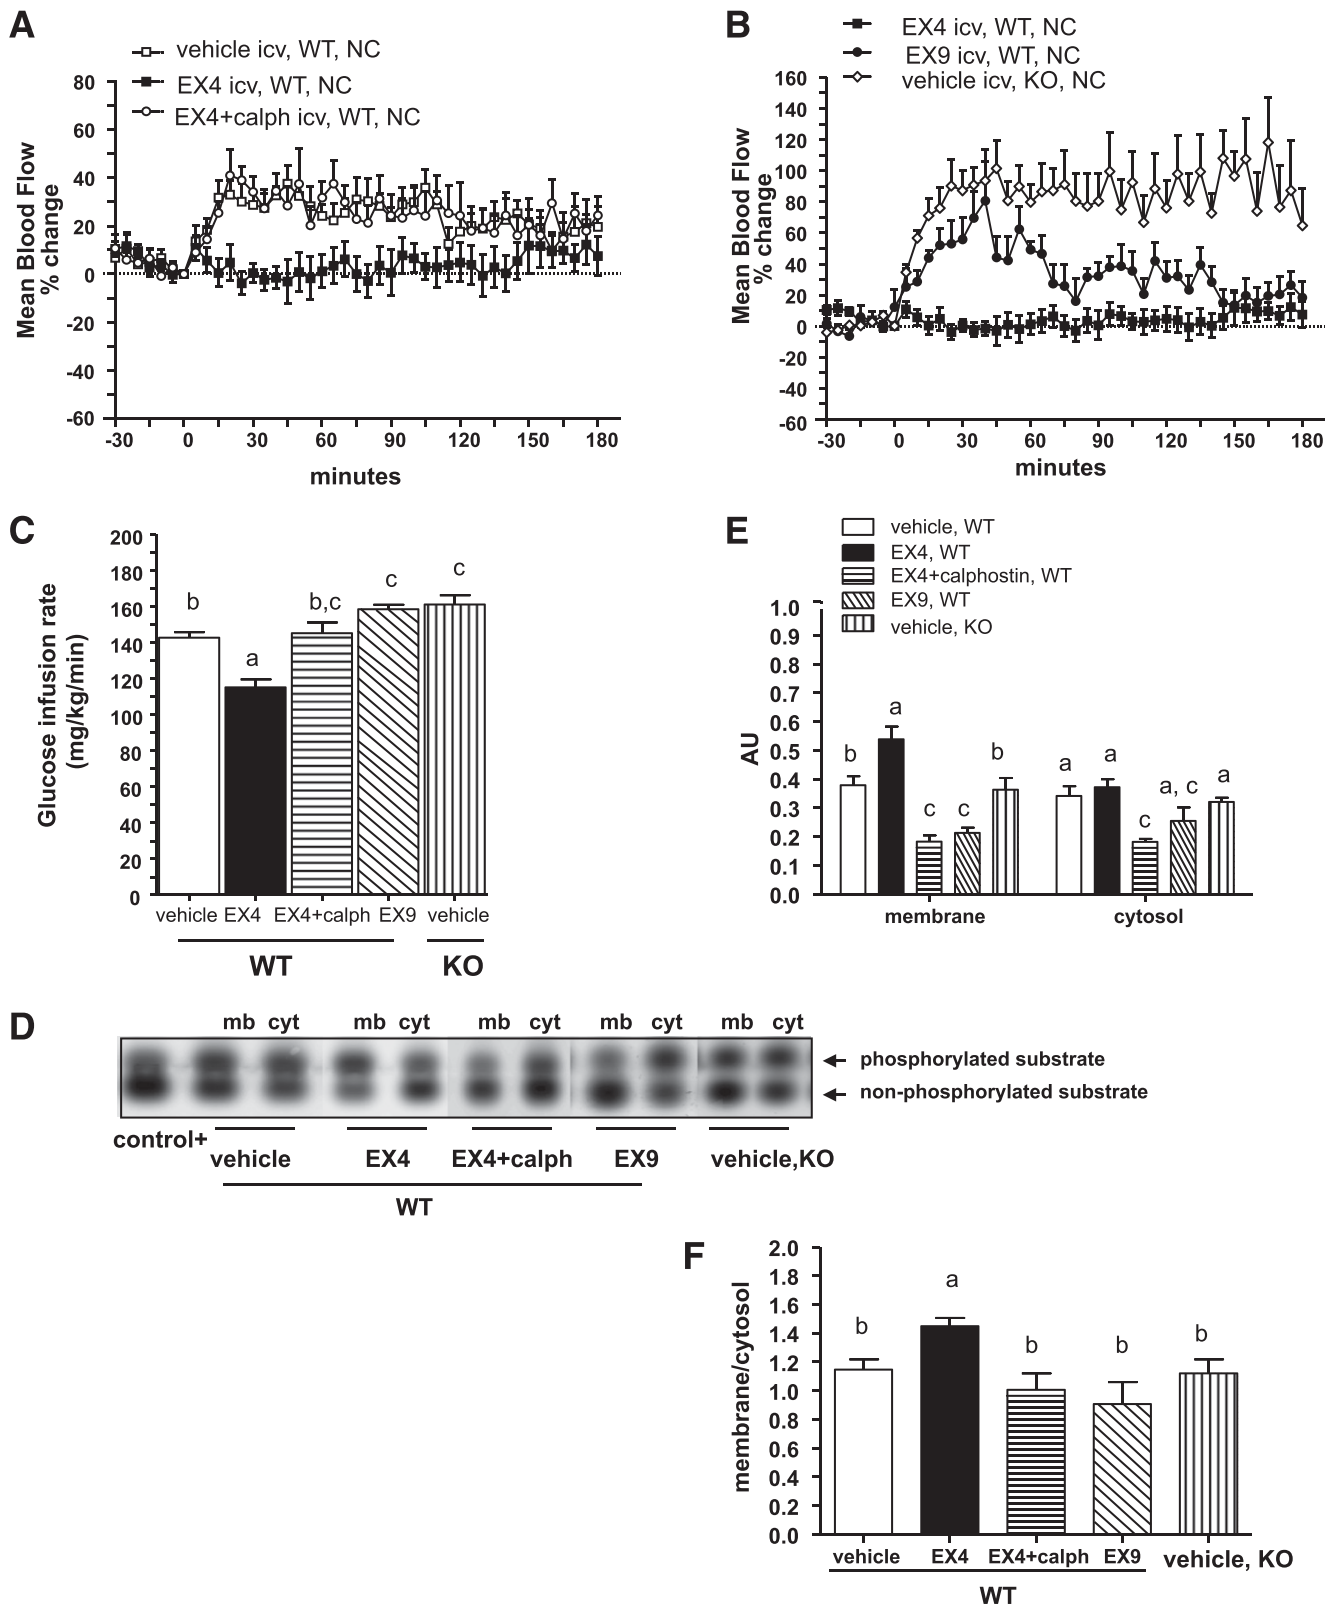 A
vehicle icv, WT, NC
EX4 icv, WT, NC
EX4+calph icv, WT, NC
80
60
40
20
0
-20
-40
-60
Mean Blood Flow
% change
-30 0 30 60 90 120 150 180
minutes
B
EX4 icv, WT, NC
EX9 icv, WT, NC
vehicle icv, KO, NC
160
140
120
100
80
60
40
20
0
-20
-40
-60
Mean Blood Flow
% change
-30 0 30 60 90 120 150 180
minutes
C
200
180
160
140
120
100
80
60
40
20
0
Glucose infusion rate
(mg/kg/min)
b
a
b,c
c
c
vehicle EX4 EX4+calph EX9 vehicle
WT KO
E
vehicle, WT
EX4, WT
EX4+calphostin, WT
EX9, WT
vehicle, KO
1.0
0.9
0.8
0.7
0.6
0.5
0.4
0.3
0.2
0.1
0.0
AU
b
a
c
c
b
a
a
c
a, c
a
membrane cytosol
D
mb cyt mb cyt mb cyt mb cyt mb cyt
phosphorylated substrate
non-phosphorylated substrate
control+
vehicle EX4 EX4+calph EX9 vehicle,KO
WT
F
2.0
1.8
1.6
1.4
1.2
1.0
0.8
0.6
0.4
0.2
0.0
membrane/cytosol
b
a
b
b
b
vehicle EX4 EX4+calph EX9 vehicle, KO
WT